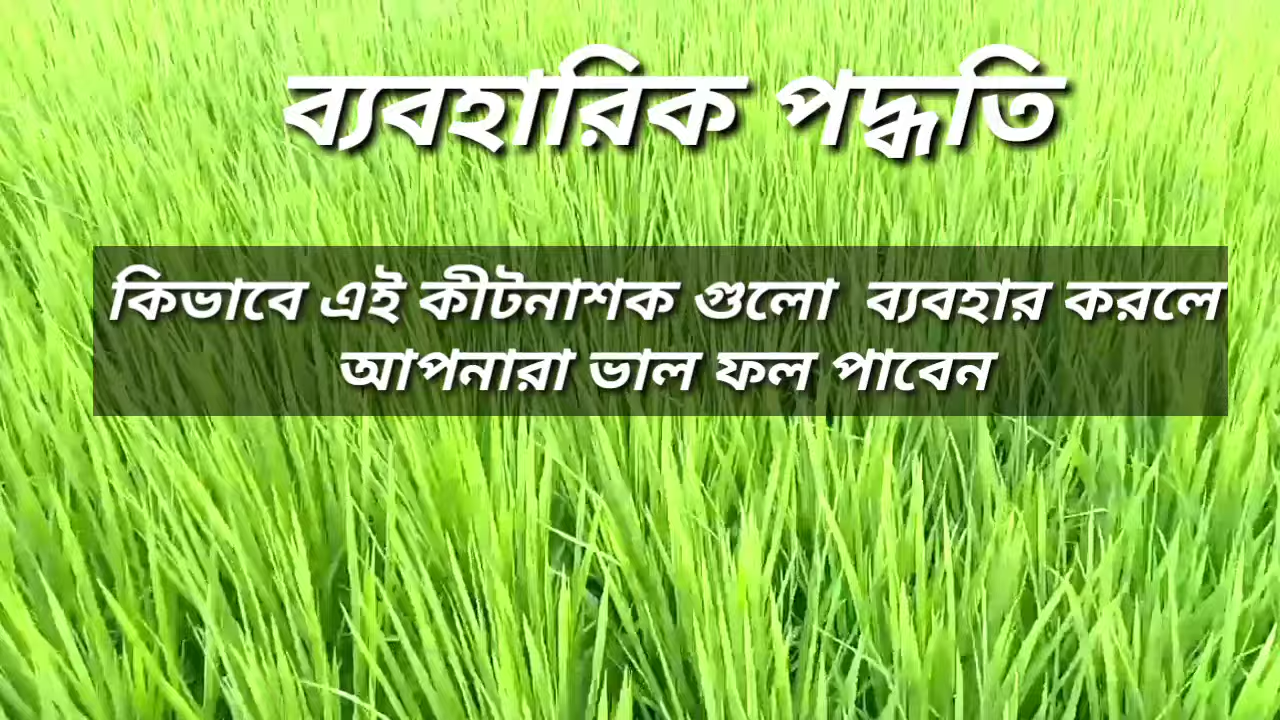 ব্যবহারিক পদ্ধতি
কিভাবে এই কীটনাশক গুলো ব্যবহার করলে
আপনারা ভাল ফল পাবেন